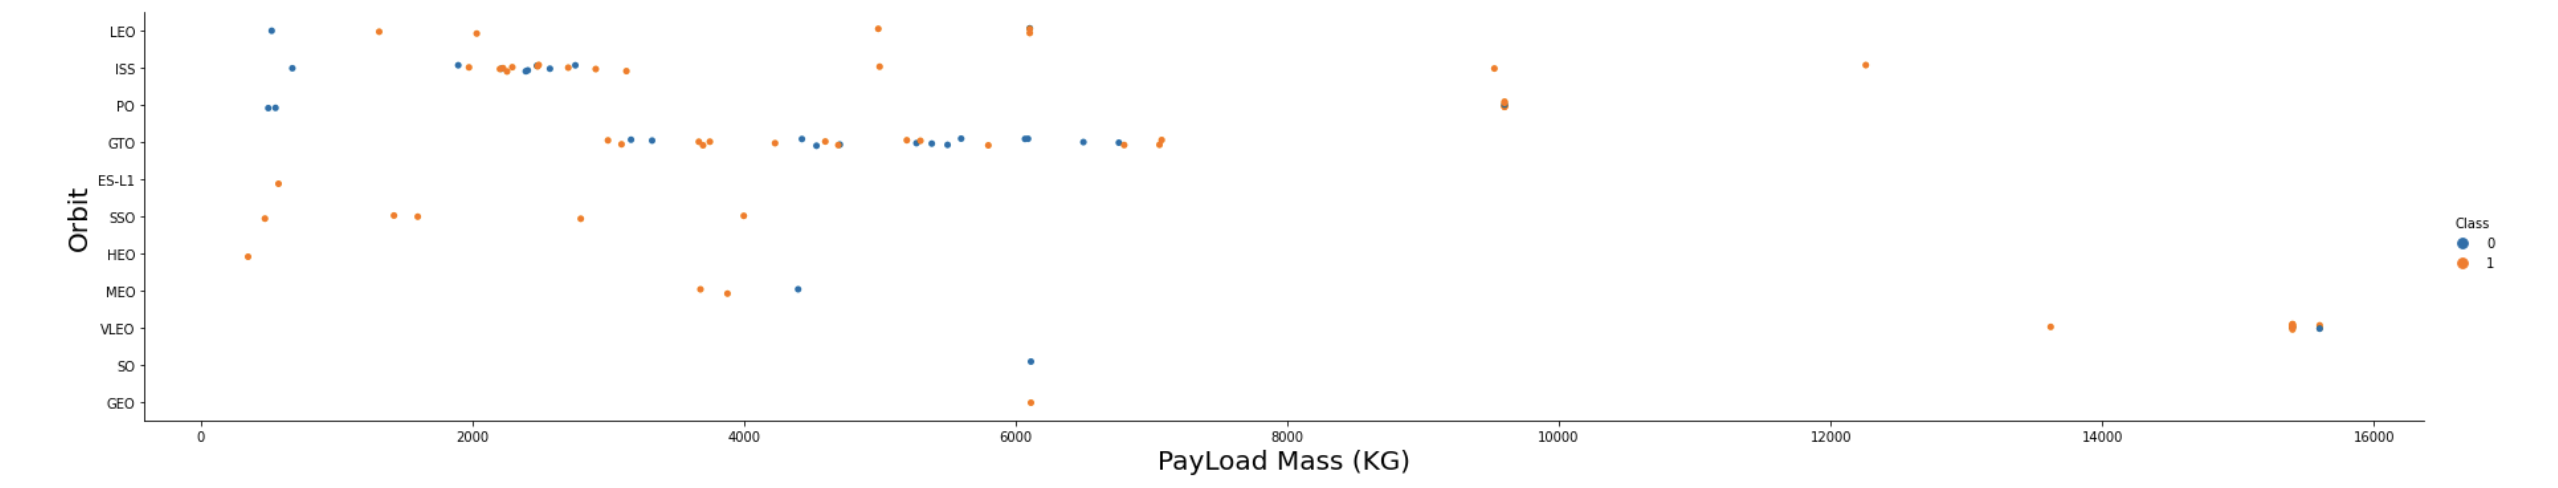 LEO
ISS
PO
GTO
ES-L1
SSO
HEO
MEO
VLEO
SO
GEO
Orbit
0 2000 4000 6000 8000 10000 12000 14000 16000
PayLoad Mass (KG)
Class
0
1